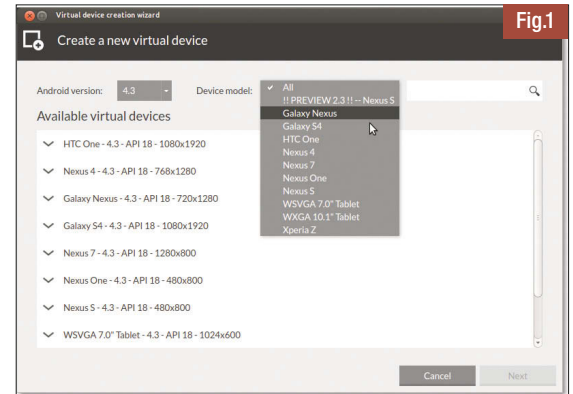 Fig.1
Virtual device creation wizard
Create a new virtual device
Android version: 4.3 Device model:
All
!! PREVIEW 2.3 !! -- Nexus S
Galaxy Nexus
Galaxy S4
HTC One
Nexus 4
Nexus 7
Nexus One
Nexus S
WSVGA 7.0" Tablet
WXGA 10.1" Tablet
Xperia Z
Available virtual devices
HTC One - 4.3 - API 18 - 1080x1920
Nexus 4 - 4.3 - API 18 - 768x1280
Galaxy Nexus - 4.3 - API 18 - 720x1280
Galaxy S4 - 4.3 - API 18 - 1080x1920
Nexus 7 - 4.3 - API 18 - 1280x800
Nexus One - 4.3 - API 18 - 480x800
Nexus S - 4.3 - API 18 - 480x800
WSVGA 7.0" Tablet - 4.3 - API 18 - 1024x600
Cancel Next